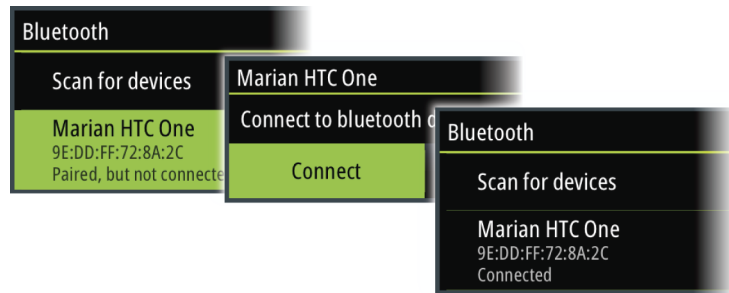 Bluetooth
Scan for devices
Marian HTC One
9E:DD:FF:72:8A:2C
Paired, but not connecte
Marian HTC One
Connect to bluetooth d
Connect
Bluetooth
Scan for devices
Marian HTC One
9E:DD:FF:72:8A:2C
Connected